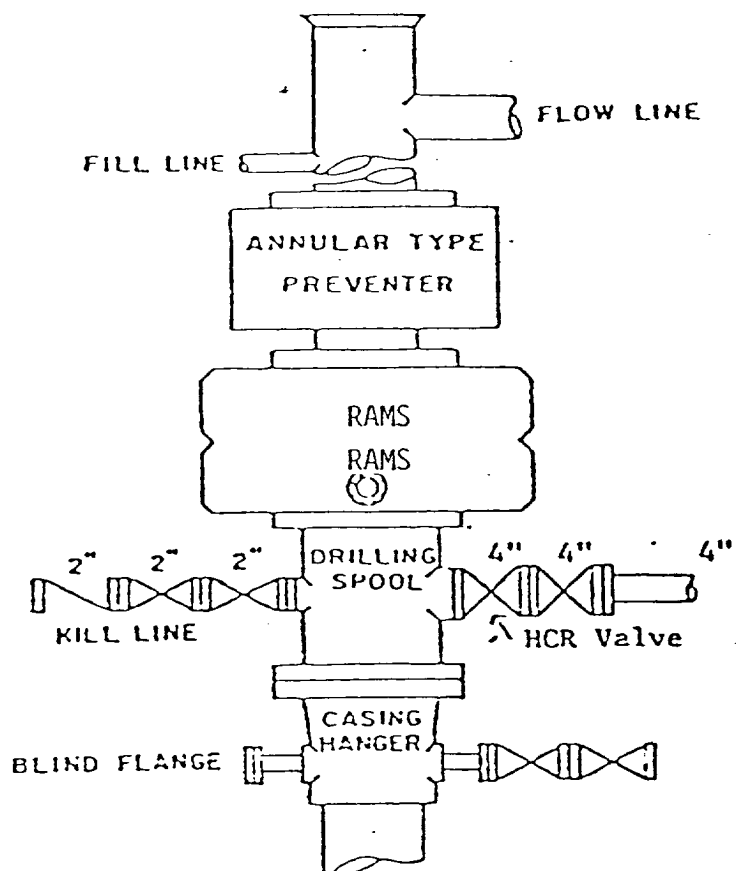 FLOW LINE
FILL LINE
ANNULAR TYPE
PREVENTER
RAMS
RAMS
2" 2" 2"
DRILLING
SPOOL
4" 4" 4"
KILL LINE
HCR Valve
CASING
HANGER
BLIND FLANGE